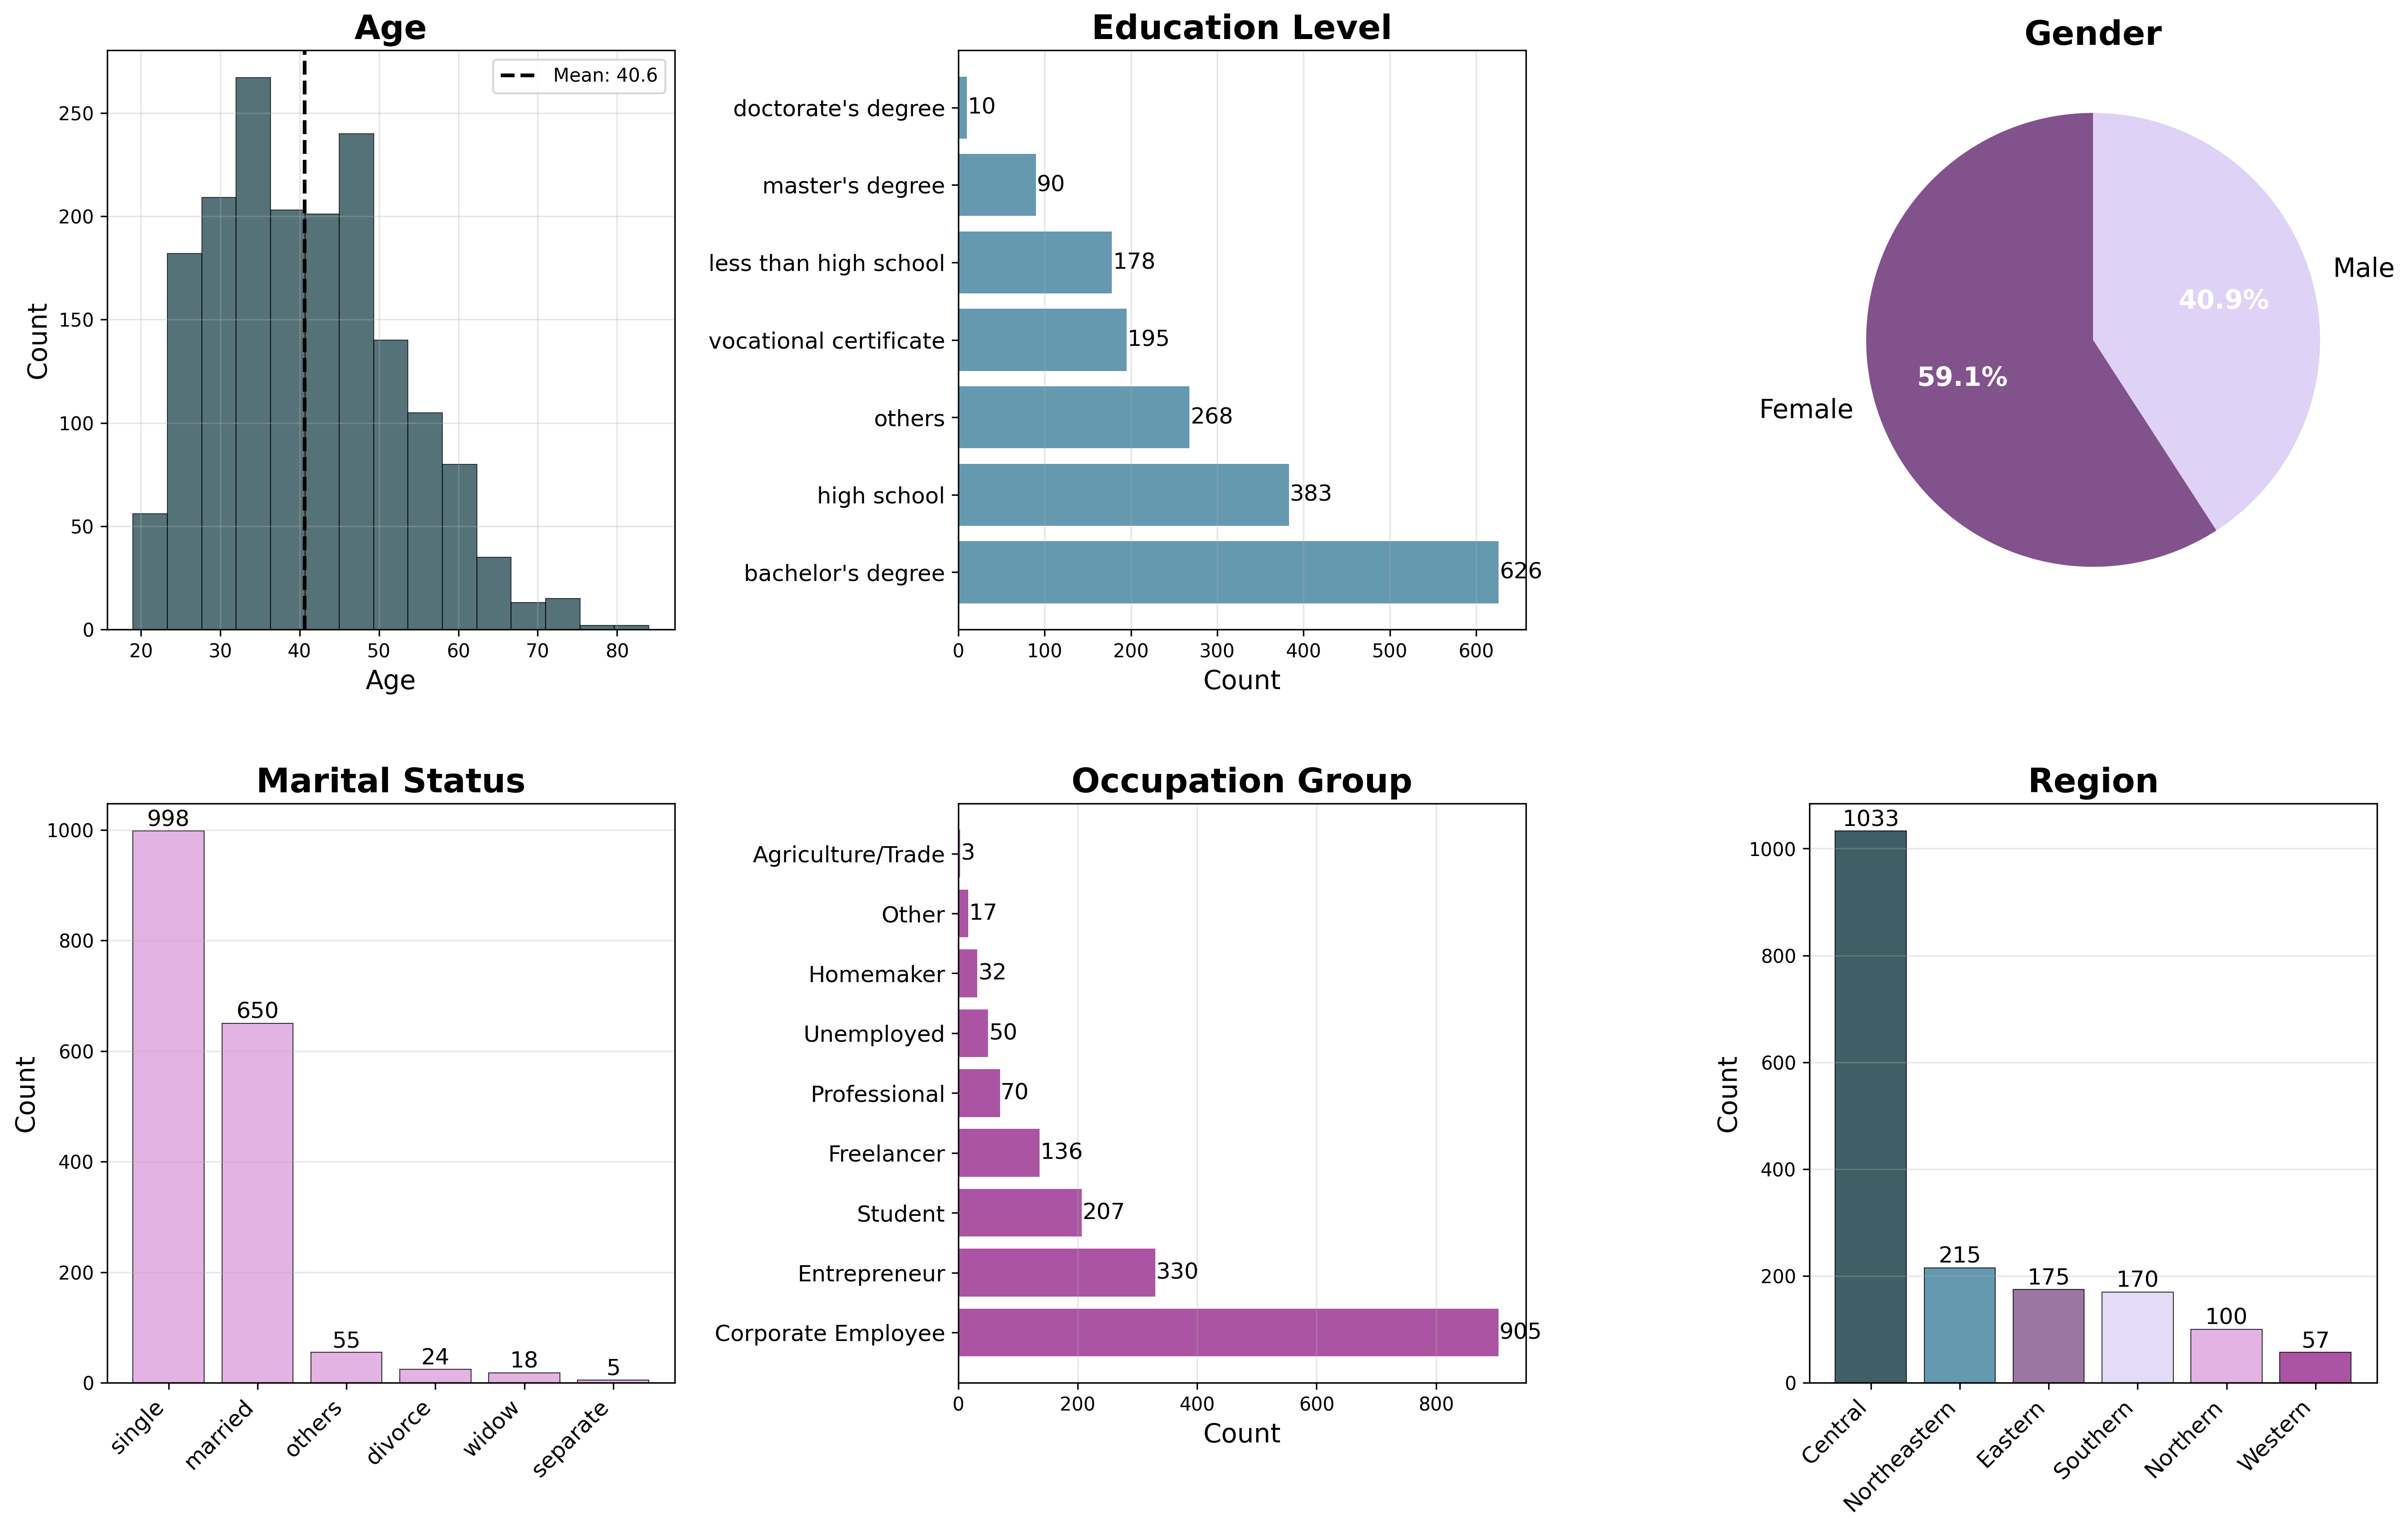 Age
Mean: 40.6
250
200
150
100
50
0
Count
20 30 40 50 60 70 80
Age
Education Level
doctorate's degree 10
master's degree 90
less than high school 178
vocational certificate 195
others 268
high school 383
bachelor's degree 626
0 100 200 300 400 500 600
Count
Gender
Male
40.9%
59.1%
Female
Marital Status
1000
800
600
400
200
0
Count
998
650
55
24
18
5
single married others divorce widow separate
Occupation Group
Agriculture/Trade 3
Other 17
Homemaker 32
Unemployed 50
Professional 70
Freelancer 136
Student 207
Entrepreneur 330
Corporate Employee 905
0 200 400 600 800
Count
Region
1000
800
600
400
200
0
Count
1033
215
175
170
100
57
Central Northeastern Eastern Southern Northern Western